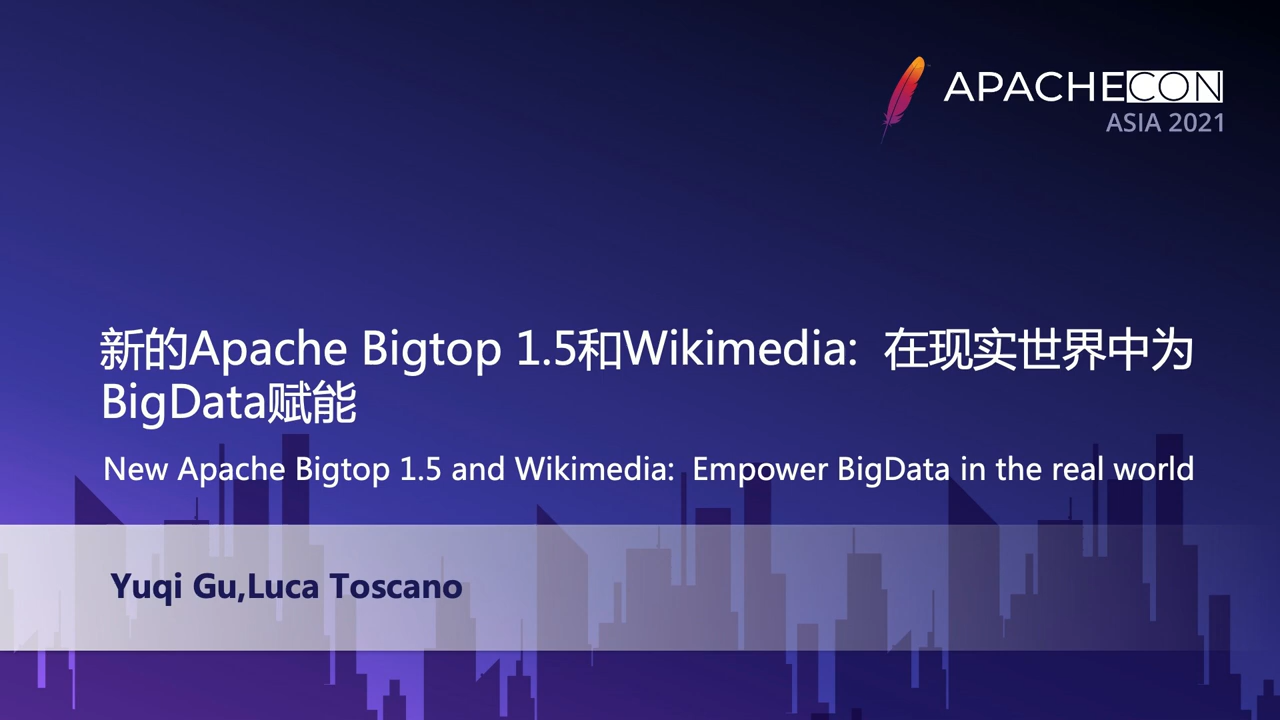 APACHECON
ASIA 2021
新的Apache Bigtop 1.5和Wikimedia: 在现实世界中为
BigData赋能
New Apache Bigtop 1.5 and Wikimedia: Empower BigData in the real world
Yuqi Gu,Luca Toscano